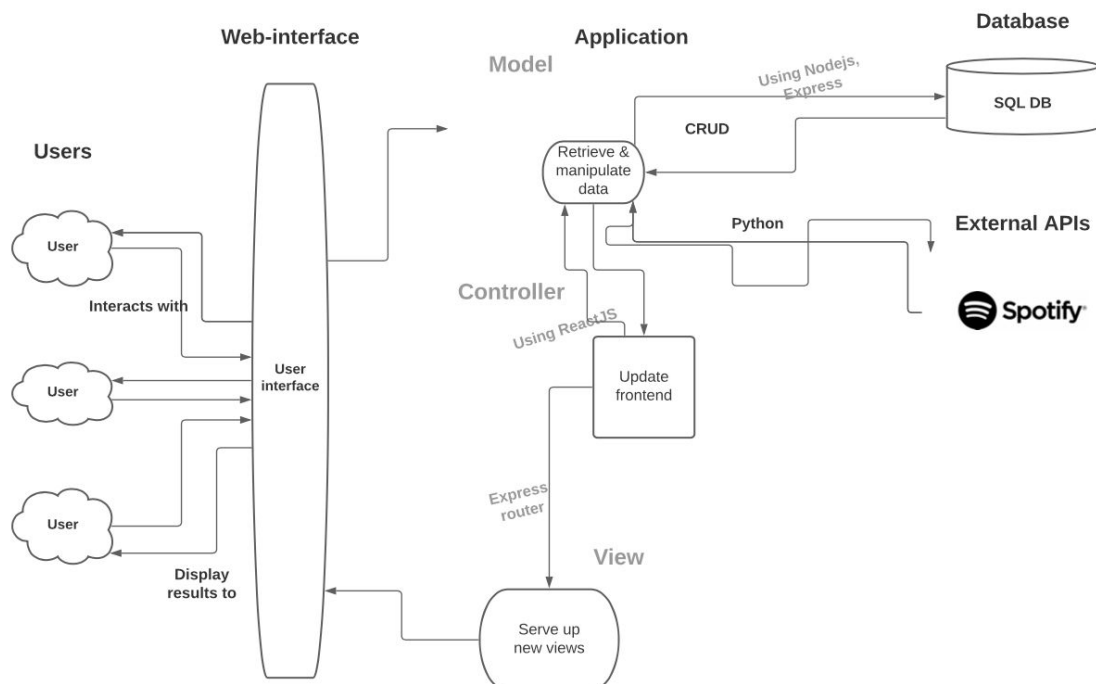 Database
Web-interface
Application
Model
Using Nodejs,
Express
SQL DB
CRUD
Users
Retrieve &
manipulate
data
User
Python
External APIs
Interacts with
Controller
Spotify
Using ReactJS
User
interface
Update
frontend
User
Express
router
User
View
Display
results to
Serve up
new views